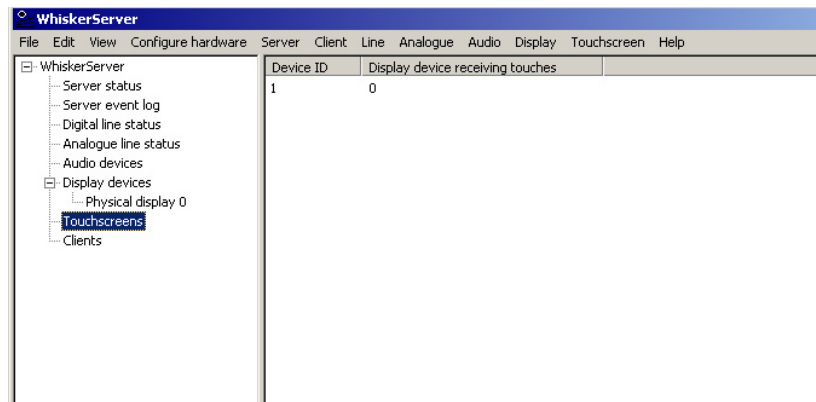 WhiskerServer
File Edit View Configure hardware Server Client Line Analogue Audio Display Touchscreen Help
WhiskerServer
Server status
Server event log
Digital line status
Analogue line status
Audio devices
Display devices
Physical display 0
Touchscreens
Clients
Device ID Display device receiving touches
1 0